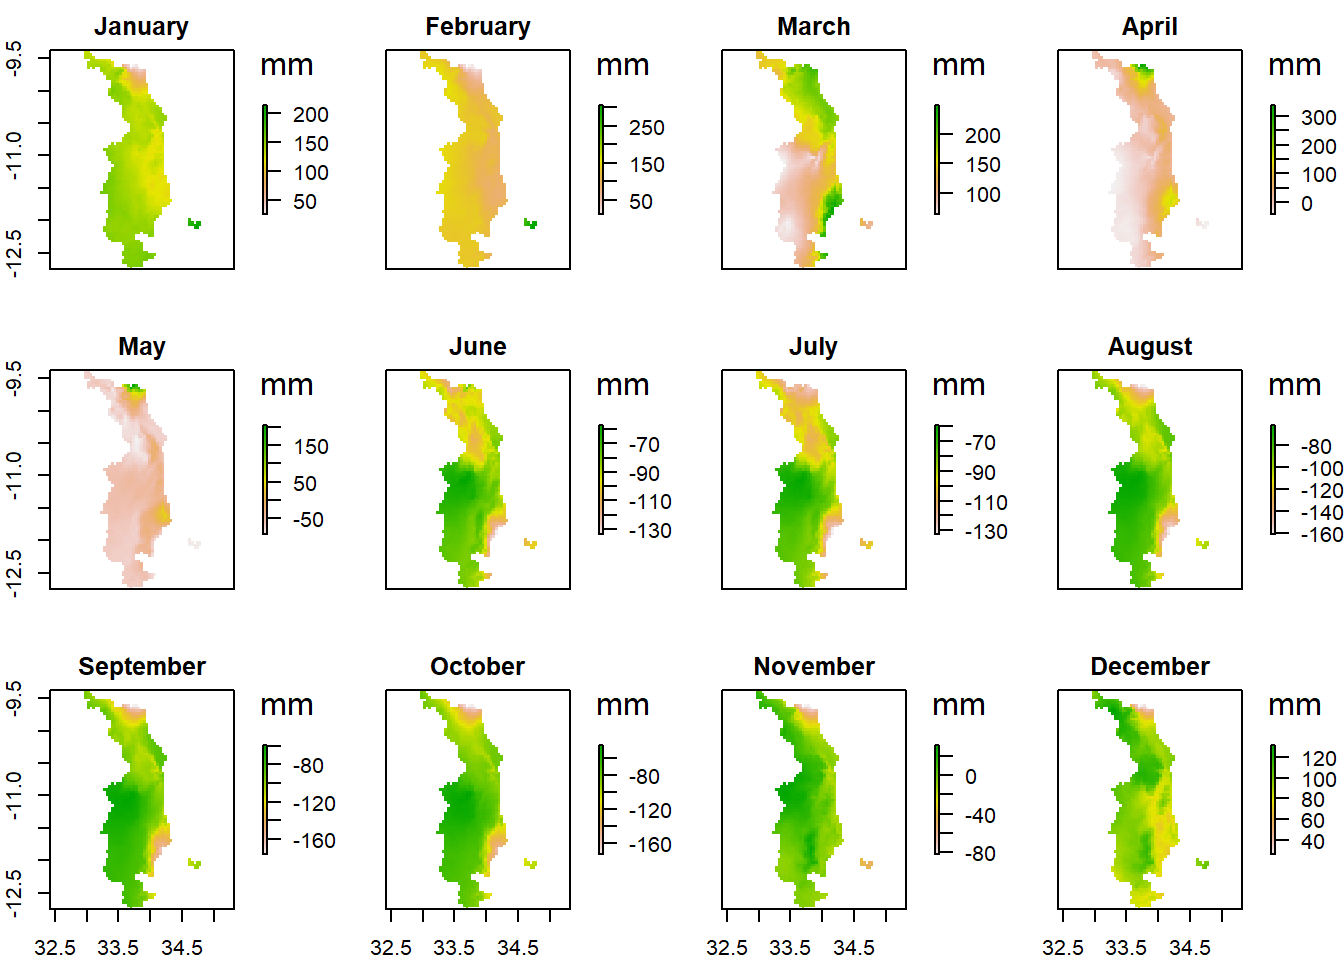 January February March April
mm mm mm mm
-9.5 -11.0 -12.5
200 150 100 50
250 150 50
200 150 100
300 200 100 0
May June July August
mm mm mm mm
-9.5 -11.0 -12.5
150 50 -50
-70 -90 -110 -130
-70 -90 -110 -130
-80 -100 -120 -140 -160
September October November December
mm mm mm mm
-9.5 -11.0 -12.5
-80 -120 -160
-80 -120 -160
0 -40 -80
120 100 80 60 40
32.5 33.5 34.5 32.5 33.5 34.5 32.5 33.5 34.5 32.5 33.5 34.5